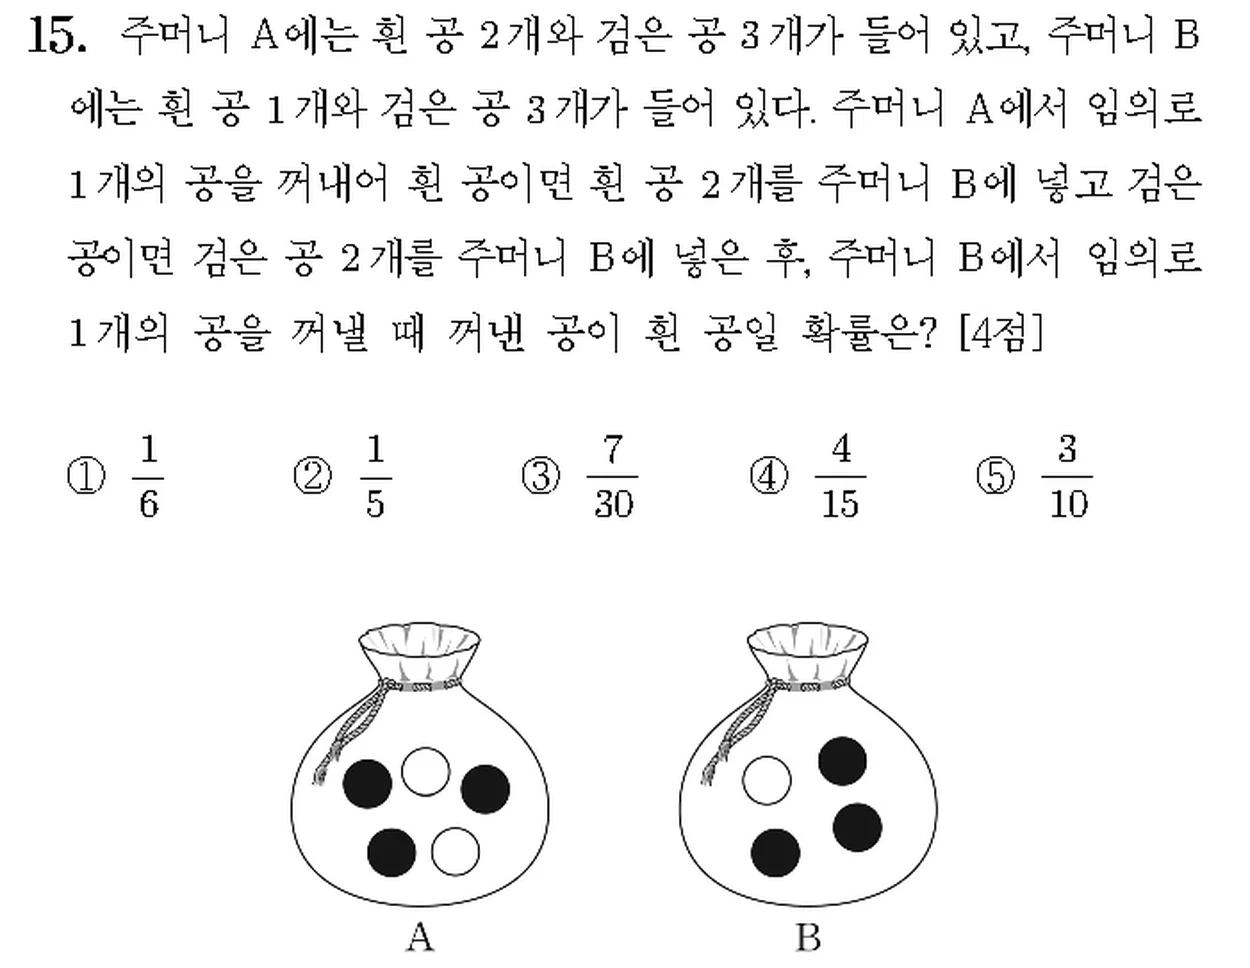 15. 주머니 A에는 흰 공 2개와 검은 공 3개가 들어 있고, 주머니 B
에는 흰 공 1개와 검은 공 3개가 들어 있다. 주머니 A에서 임의로
1개의 공을 꺼내어 흰 공이면 흰 공 2개를 주머니 B에 넣고 검은
공이면 검은 공 2개를 주머니 B에 넣은 후, 주머니 B에서 임의로
1개의 공을 꺼낼 때 꺼낸 공이 흰 공일 확률은? [4점]
① 1/6 ② 1/5 ③ 7/30 ④ 4/15 ⑤ 3/10
A B